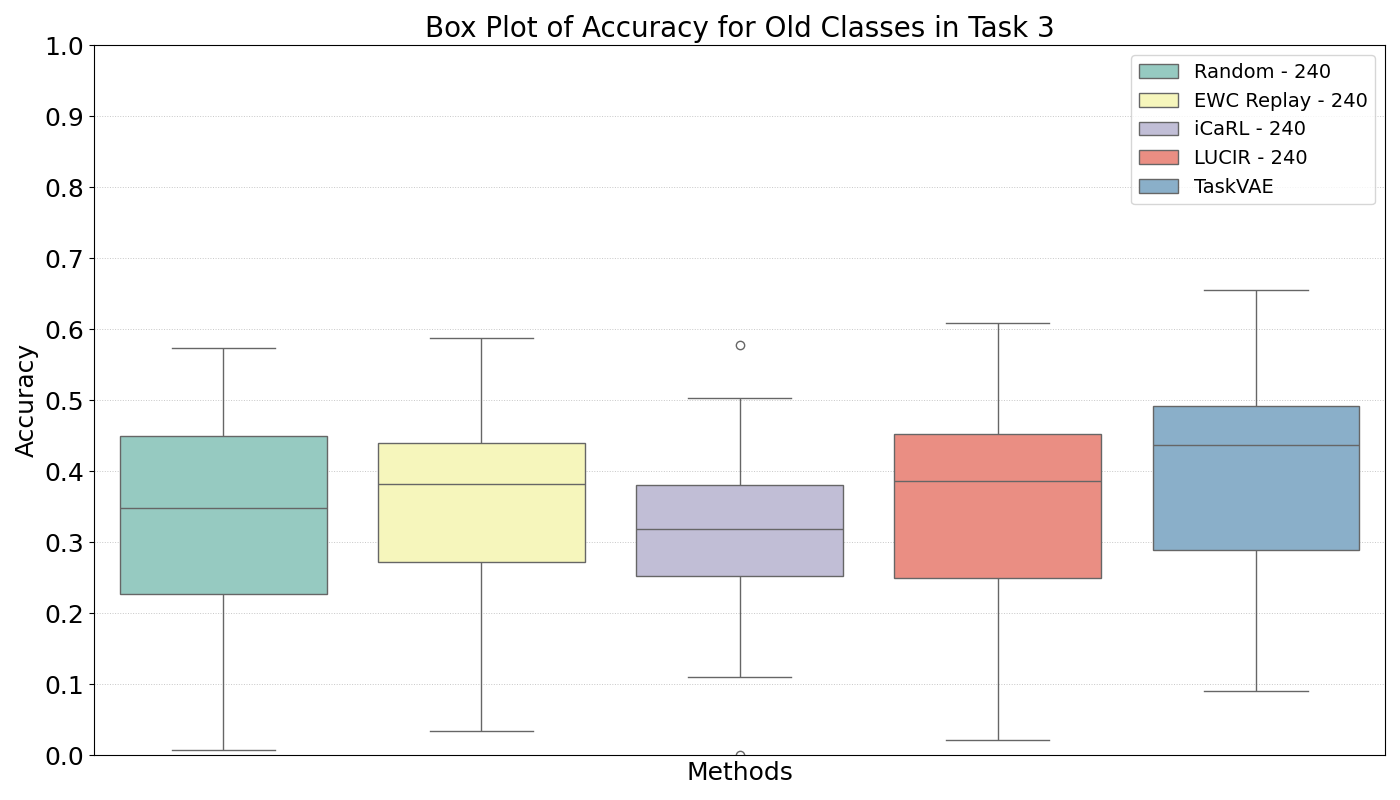 Box Plot of Accuracy for Old Classes in Task 3
1.0
0.9
0.8
0.7
0.6
0.5
0.4
0.3
0.2
0.1
0.0
Accuracy
Methods
Random - 240
EWC Replay - 240
iCaRL - 240
LUCIR - 240
TaskVAE